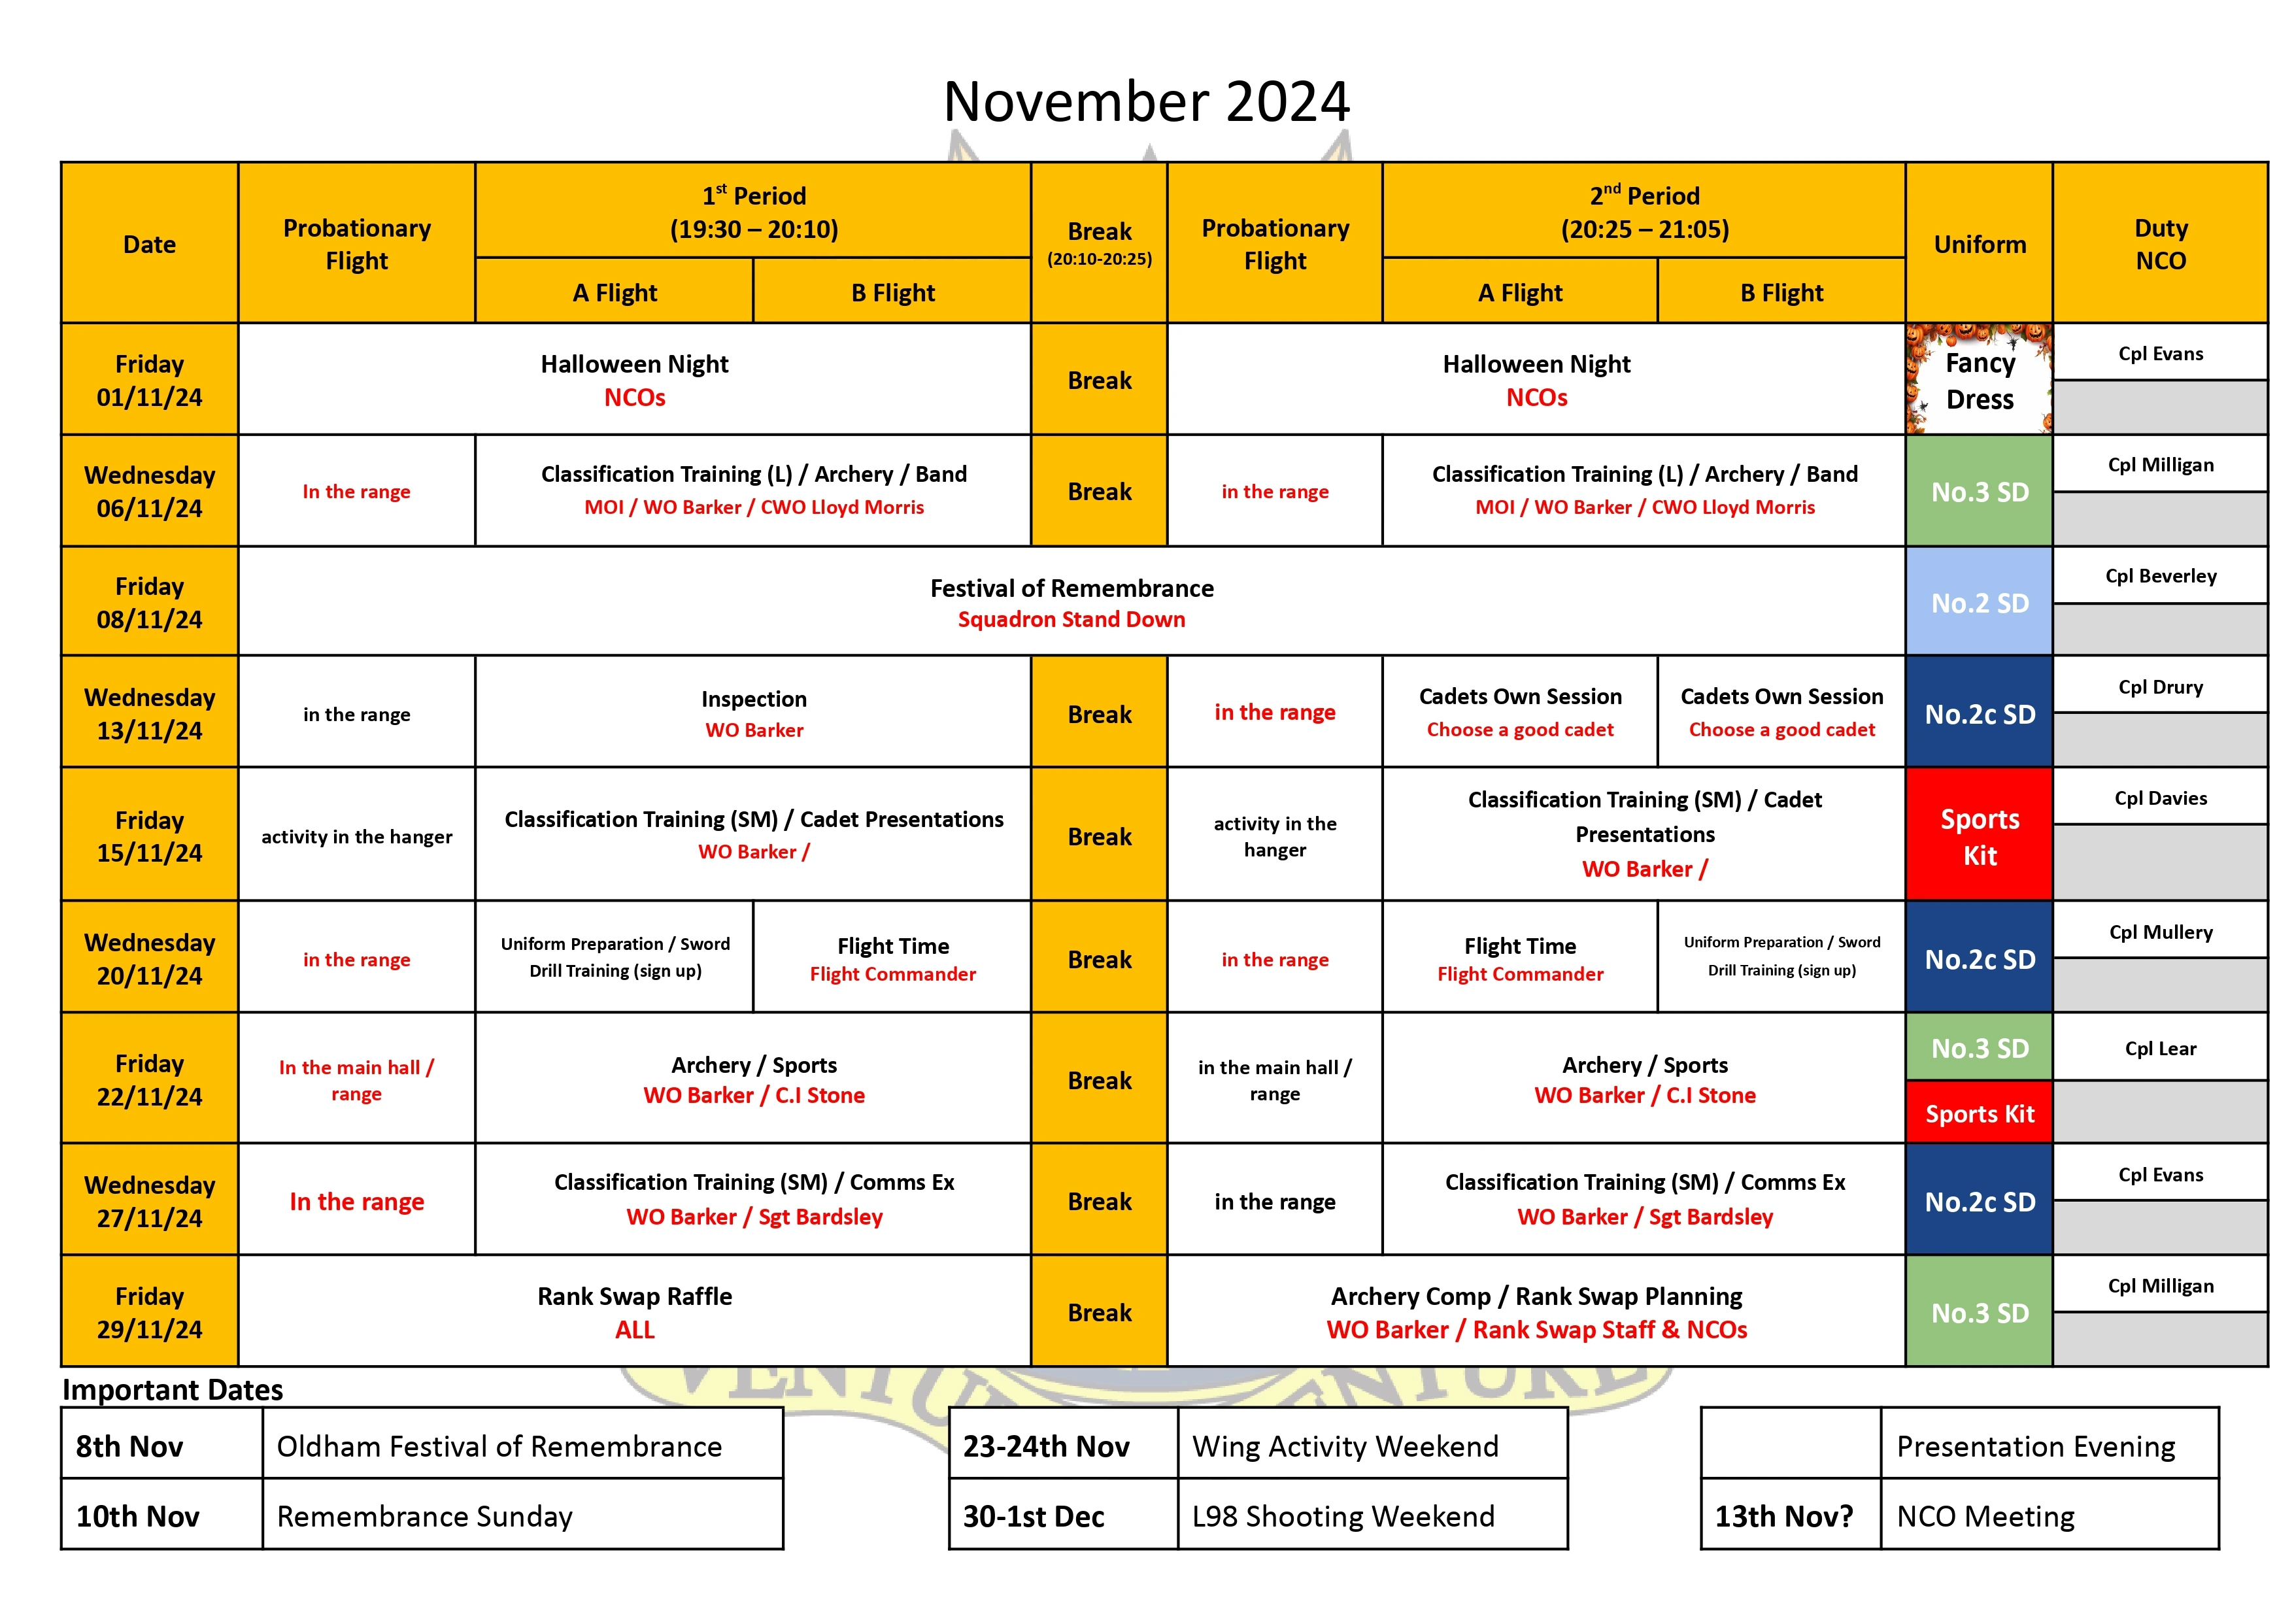 November 2024
Date
Probationary
Flight
1st Period
(19:30 – 20:10)
A Flight
B Flight
Break
(20:10-20:25)
Probationary
Flight
2nd Period
(20:25 – 21:05)
A Flight
B Flight
Uniform
Duty
NCO
Friday
01/11/24
Halloween Night
NCOs
Break
Halloween Night
NCOs
Fancy
Dress
Cpl Evans
Wednesday
06/11/24
In the range
Classification Training (L) / Archery / Band
MOI / WO Barker / CWO Lloyd Morris
Break
in the range
Classification Training (L) / Archery / Band
MOI / WO Barker / CWO Lloyd Morris
No.3 SD
Cpl Milligan
Friday
08/11/24
Festival of Remembrance
Squadron Stand Down
No.2 SD
Cpl Beverley
Wednesday
13/11/24
in the range
Inspection
WO Barker
Break
in the range
Cadets Own Session
Choose a good cadet
Cadets Own Session
Choose a good cadet
No.2c SD
Cpl Drury
Friday
15/11/24
activity in the hanger
Classification Training (SM) / Cadet Presentations
WO Barker /
Break
activity in the
hanger
Classification Training (SM) / Cadet
Presentations
WO Barker /
Sports
Kit
Cpl Davies
Wednesday
20/11/24
in the range
Uniform Preparation / Sword
Drill Training (sign up)
Flight Time
Flight Commander
Break
in the range
Flight Time
Flight Commander
Uniform Preparation / Sword
Drill Training (sign up)
No.2c SD
Cpl Mullery
Friday
22/11/24
In the main hall /
range
Archery / Sports
WO Barker / C.I Stone
Break
in the main hall /
range
Archery / Sports
WO Barker / C.I Stone
No.3 SD
Sports Kit
Cpl Lear
Wednesday
27/11/24
In the range
Classification Training (SM) / Comms Ex
WO Barker / Sgt Bardsley
Break
in the range
Classification Training (SM) / Comms Ex
WO Barker / Sgt Bardsley
No.2c SD
Cpl Evans
Friday
29/11/24
Rank Swap Raffle
ALL
Break
Archery Comp / Rank Swap Planning
WO Barker / Rank Swap Staff & NCOs
No.3 SD
Cpl Milligan
Important Dates
8th Nov
Oldham Festival of Remembrance
10th Nov
Remembrance Sunday
23-24th Nov
Wing Activity Weekend
30-1st Dec
L98 Shooting Weekend
Presentation Evening
13th Nov?
NCO Meeting